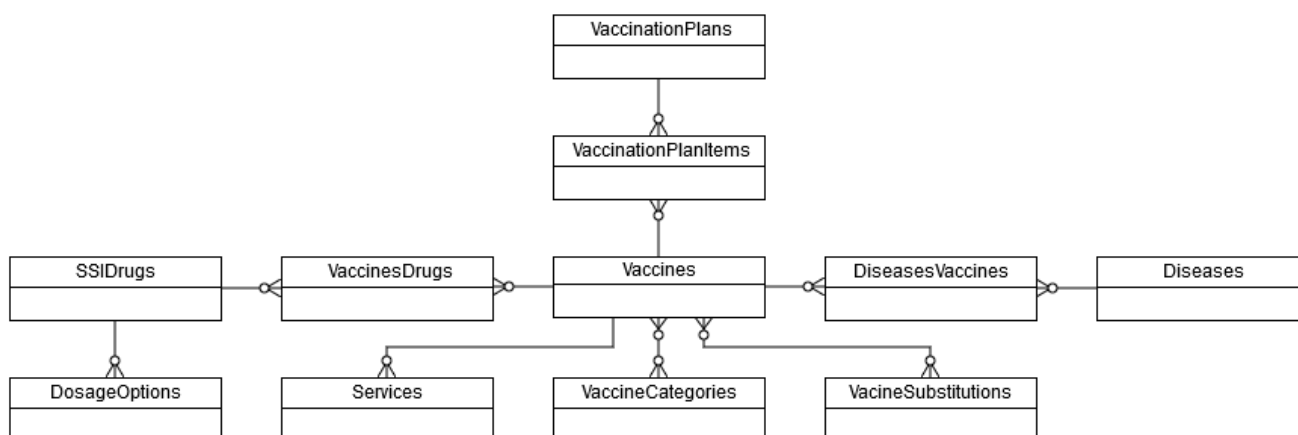 VaccinationPlans
VaccinationPlanItems
SSIDrugs
VaccinesDrugs
Vaccines
DiseasesVaccines
Diseases
DosageOptions
Services
VaccineCategories
VacineSubstitutions